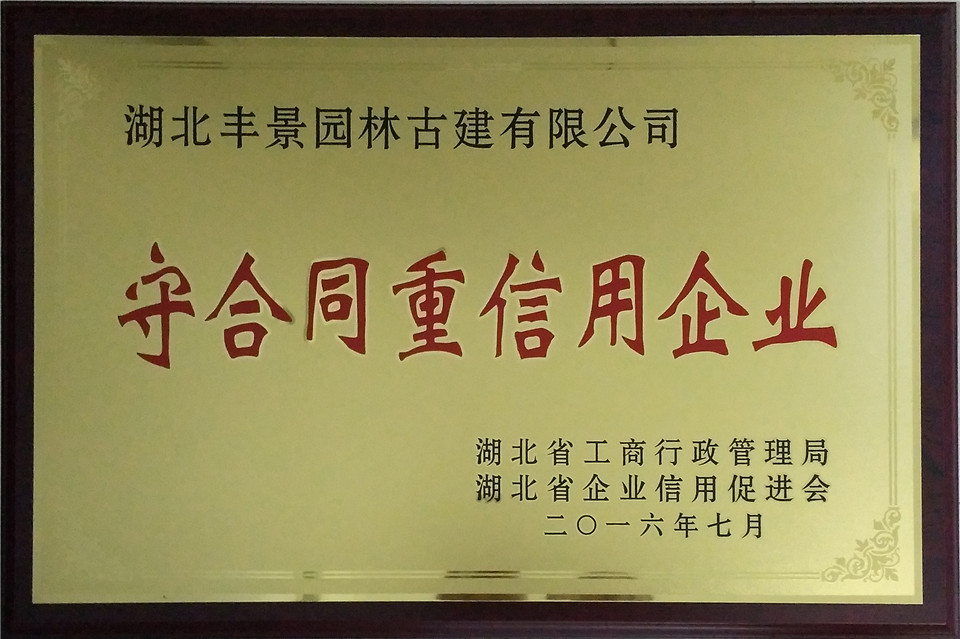 湖北丰景园林古建有限公司
守合同重信用企业
湖北省工商行政管理局
湖北省企业信用促进会
二〇一六年七月